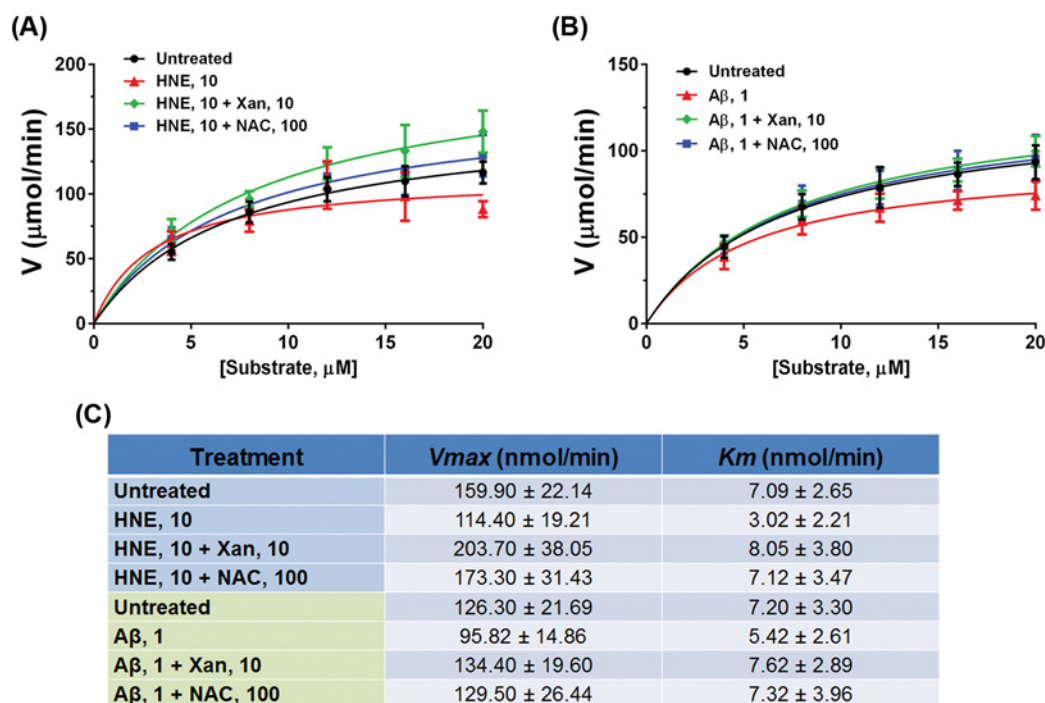 (A)
Untreated
HNE, 10
HNE, 10 + Xan, 10
HNE, 10 + NAC, 100
V (μmol/min)
200
150
100
50
0
0 5 10 15 20
[Substrate, μM]
(B)
Untreated
Aβ, 1
Aβ, 1 + Xan, 10
Aβ, 1 + NAC, 100
V (μmol/min)
150
100
50
0
0 5 10 15 20
[Substrate, μM]
(C)
Treatment Vmax (nmol/min) Km (nmol/min)
Untreated 159.90 ± 22.14 7.09 ± 2.65
HNE, 10 114.40 ± 19.21 3.02 ± 2.21
HNE, 10 + Xan, 10 203.70 ± 38.05 8.05 ± 3.80
HNE, 10 + NAC, 100 173.30 ± 31.43 7.12 ± 3.47
Untreated 126.30 ± 21.69 7.20 ± 3.30
Aβ, 1 95.82 ± 14.86 5.42 ± 2.61
Aβ, 1 + Xan, 10 134.40 ± 19.60 7.62 ± 2.89
Aβ, 1 + NAC, 100 129.50 ± 26.44 7.32 ± 3.96